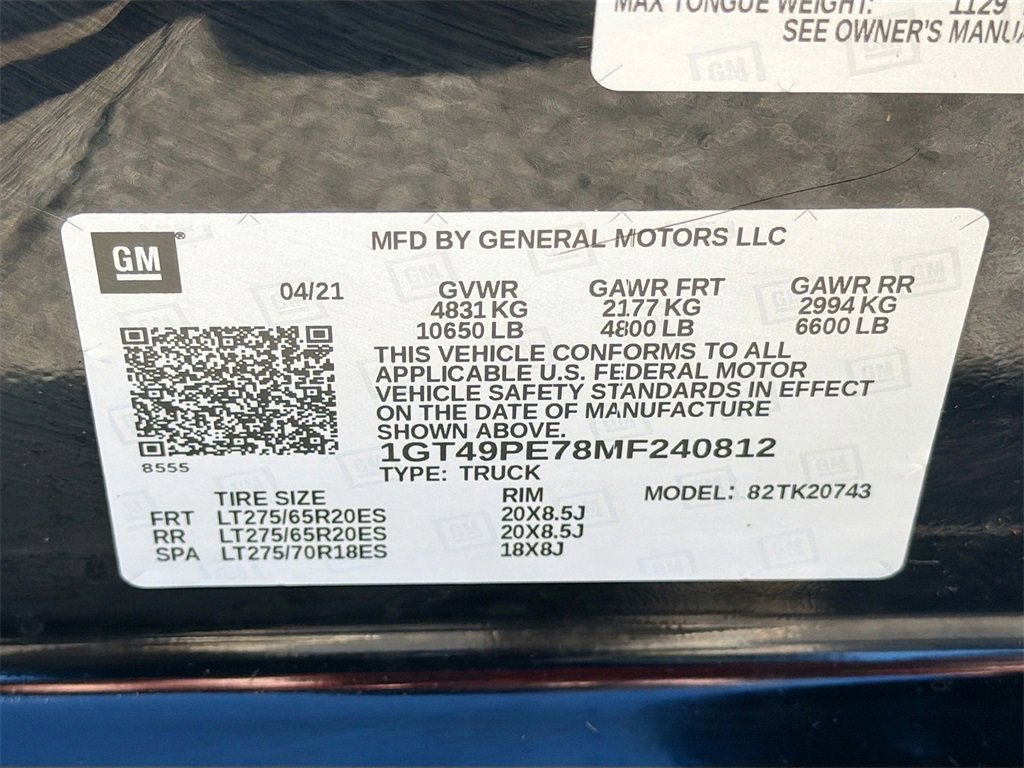 MAX TONGUE WEIGHT: 1129
SEE OWNER'S MANUA
GM
GM®
MFD BY GENERAL MOTORS LLC
04/21
GVWR GAWR FRT GAWR RR
4831 KG 2177 KG 2994 KG
10650 LB 4800 LB 6600 LB
THIS VEHICLE CONFORMS TO ALL
APPLICABLE U.S. FEDERAL MOTOR
VEHICLE SAFETY STANDARDS IN EFFECT
ON THE DATE OF MANUFACTURE
SHOWN ABOVE.
8555
1GT49PE78MF240812
TYPE: TRUCK
TIRE SIZE RIM MODEL: 82TK20743
FRT LT275/65R20ES 20X8.5J
RR LT275/65R20ES 20X8.5J
SPA LT275/70R18ES 18X8J